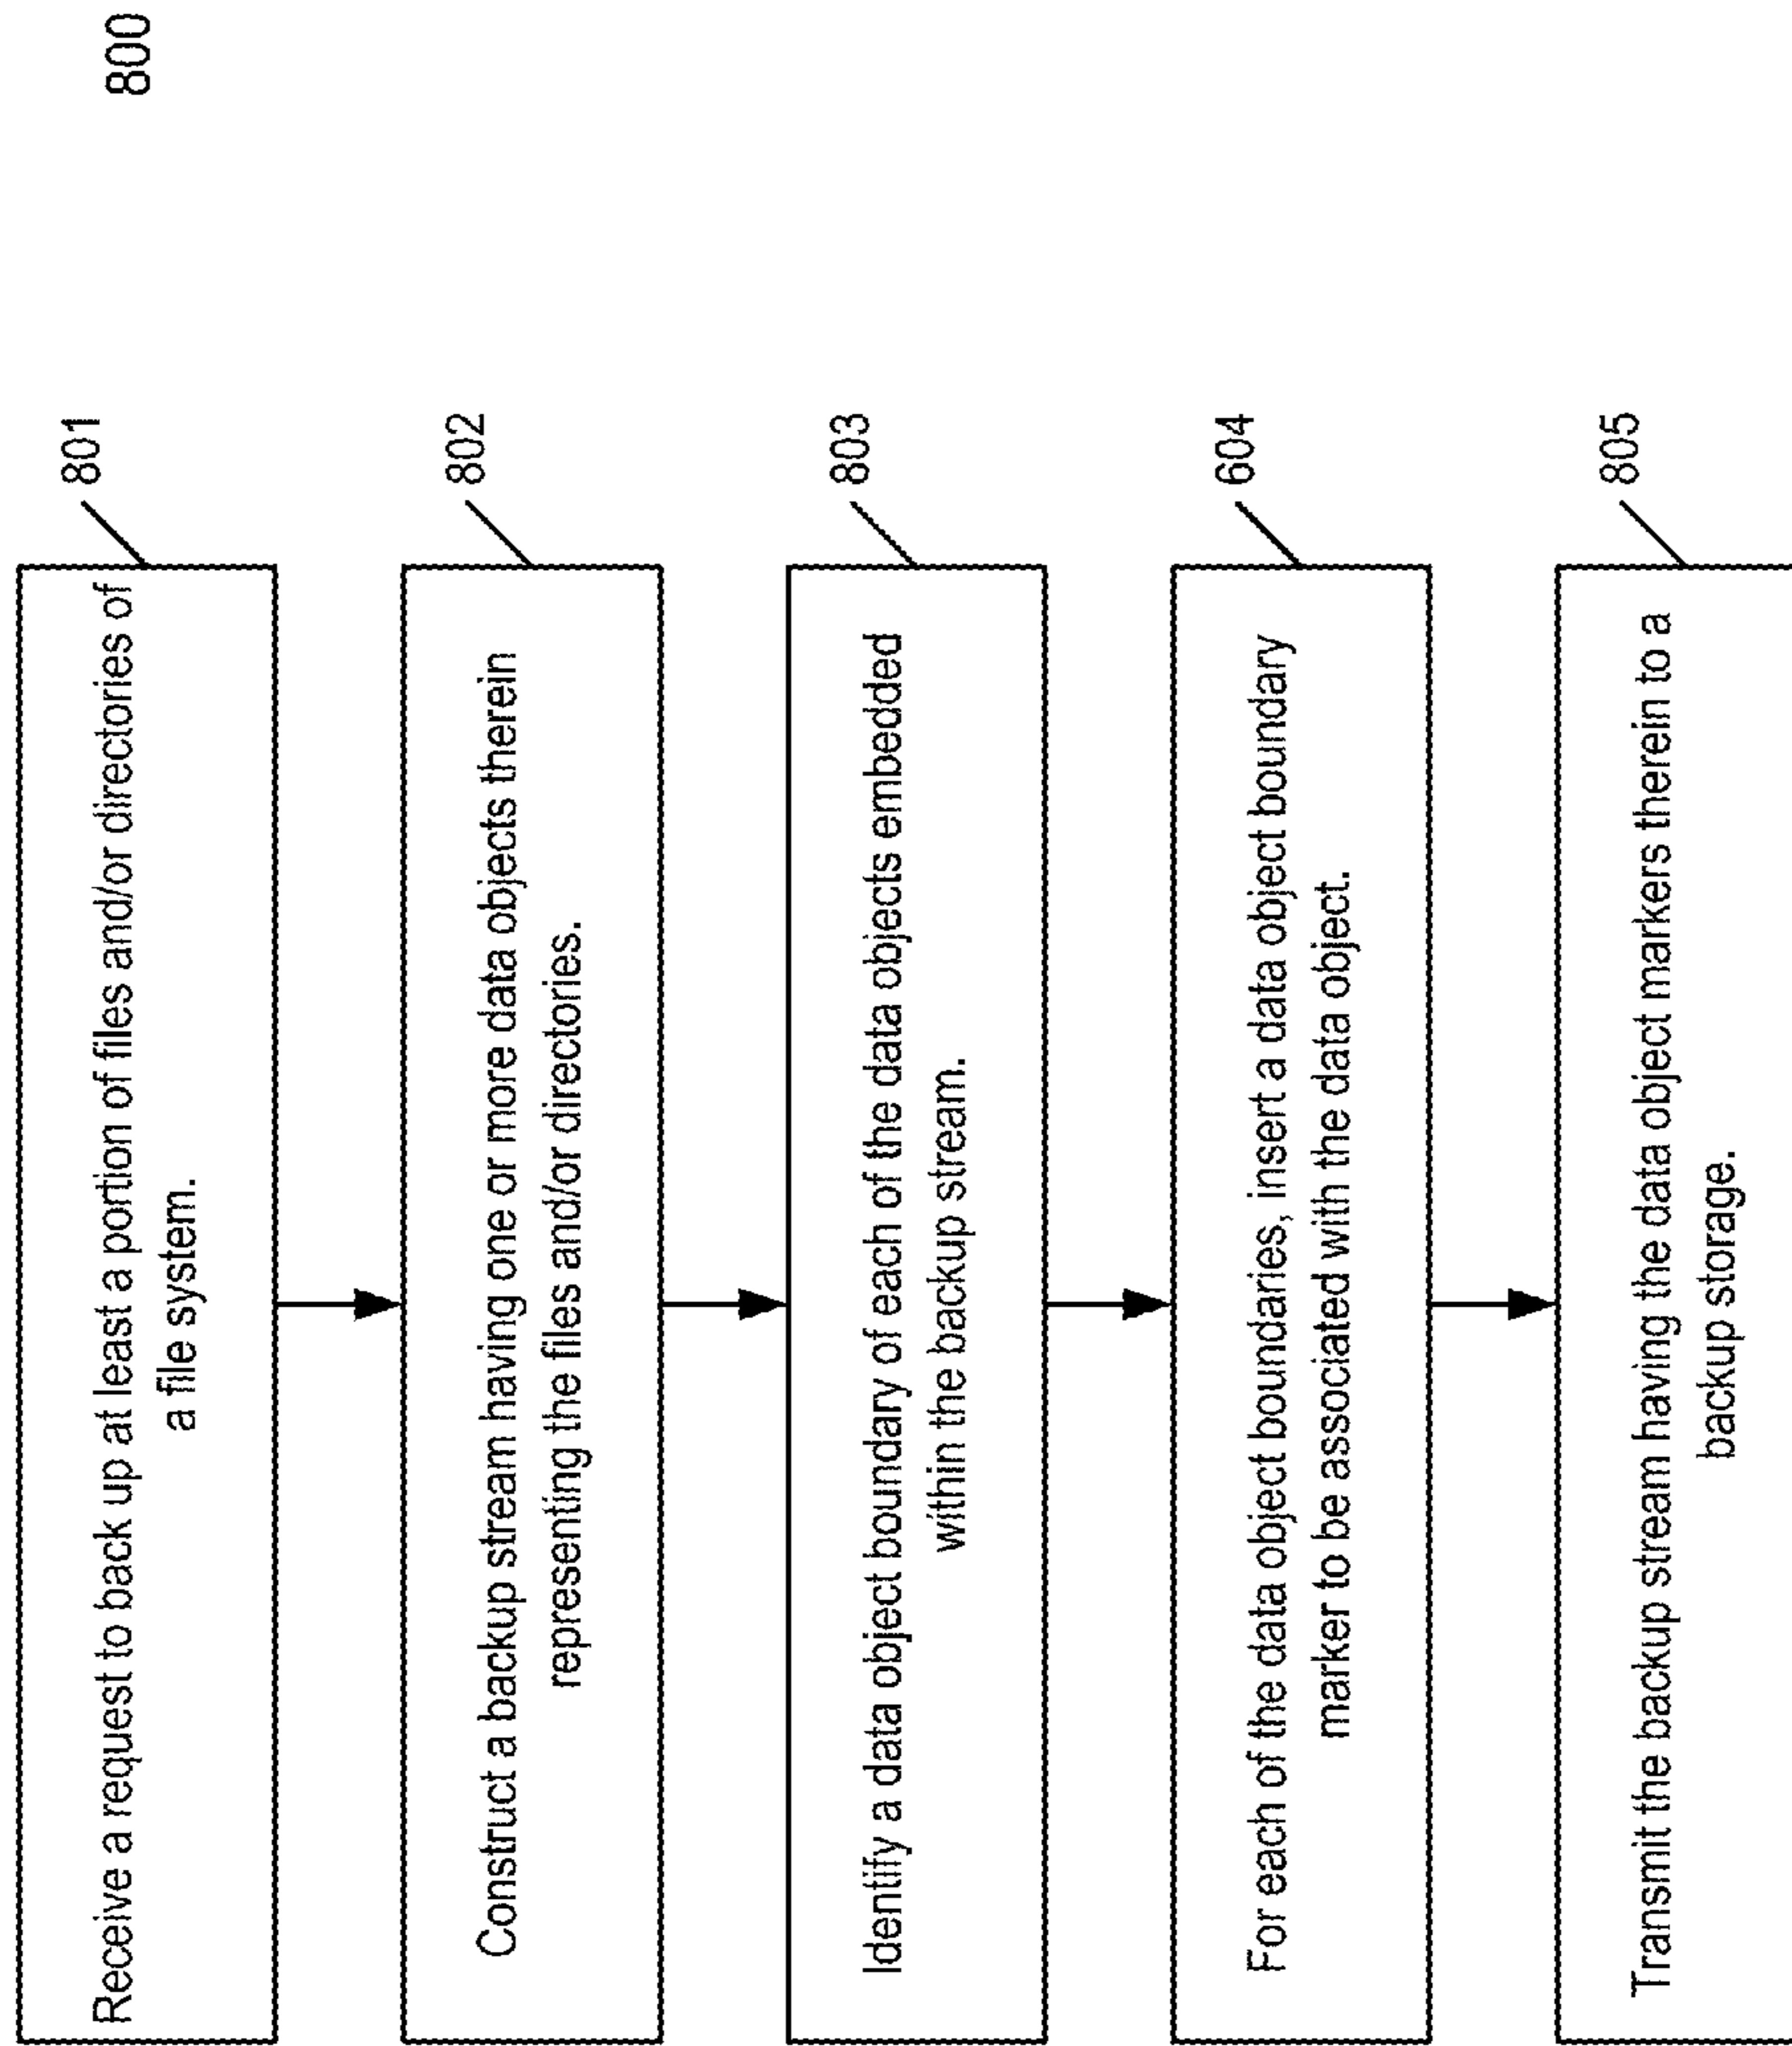 800
801
Receive a request to back up at least a portion of files and/or directories of
a file system.
802
Construct a backup stream having one or more data objects therein
representing the files and/or directories.
803
Identify a data object boundary of each of the data objects embedded
within the backup stream.
604
For each of the data object boundaries, insert a data object boundary
marker to be associated with the data object.
805
Transmit the backup stream having the data object markers therein to a
backup storage.